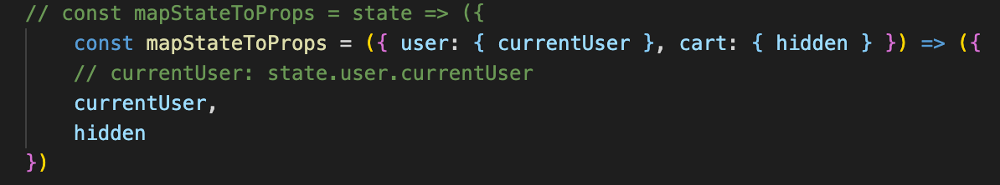 // const mapStateToProps = state => ({
const mapStateToProps = ({ user: { currentUser }, cart: { hidden } }) => ({
// currentUser: state.user.currentUser
currentUser,
hidden
})